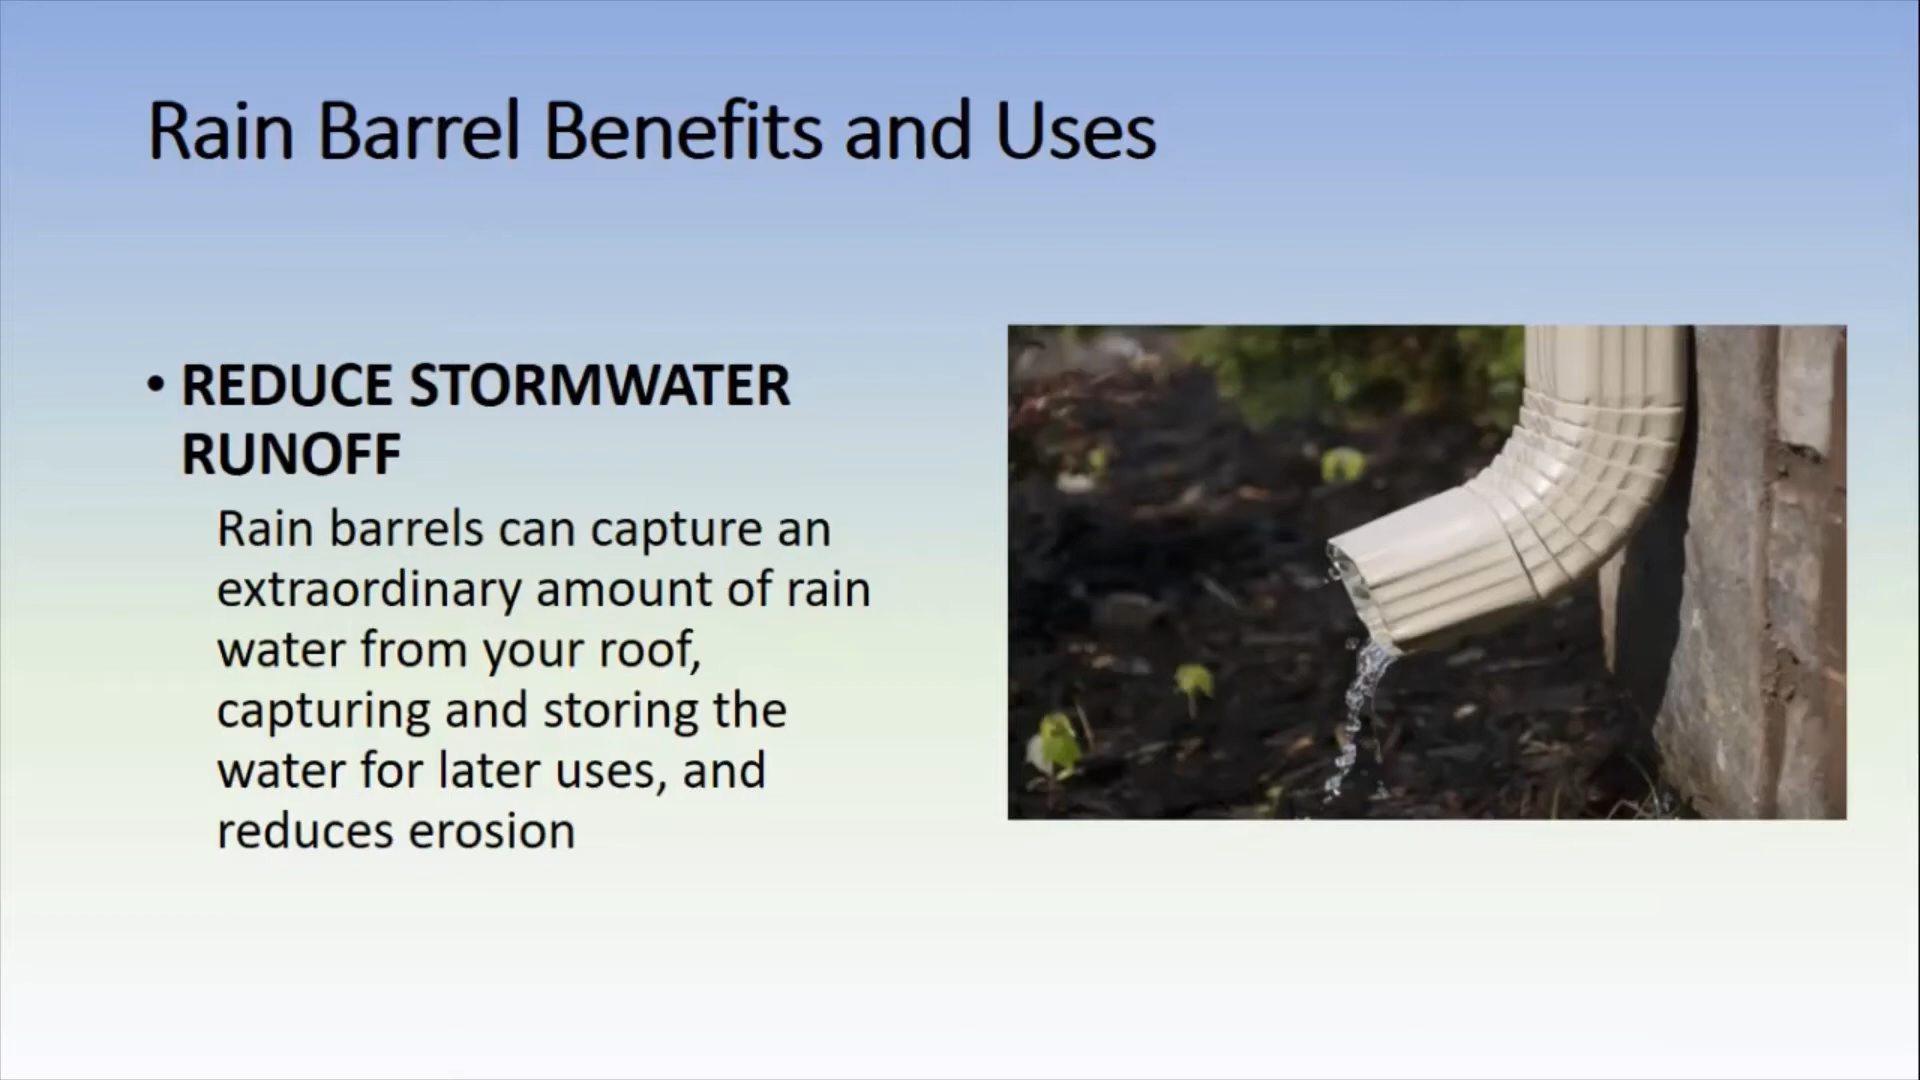 Rain Barrel Benefits and Uses
• REDUCE STORMWATER
RUNOFF
Rain barrels can capture an
extraordinary amount of rain
water from your roof,
capturing and storing the
water for later uses, and
reduces erosion